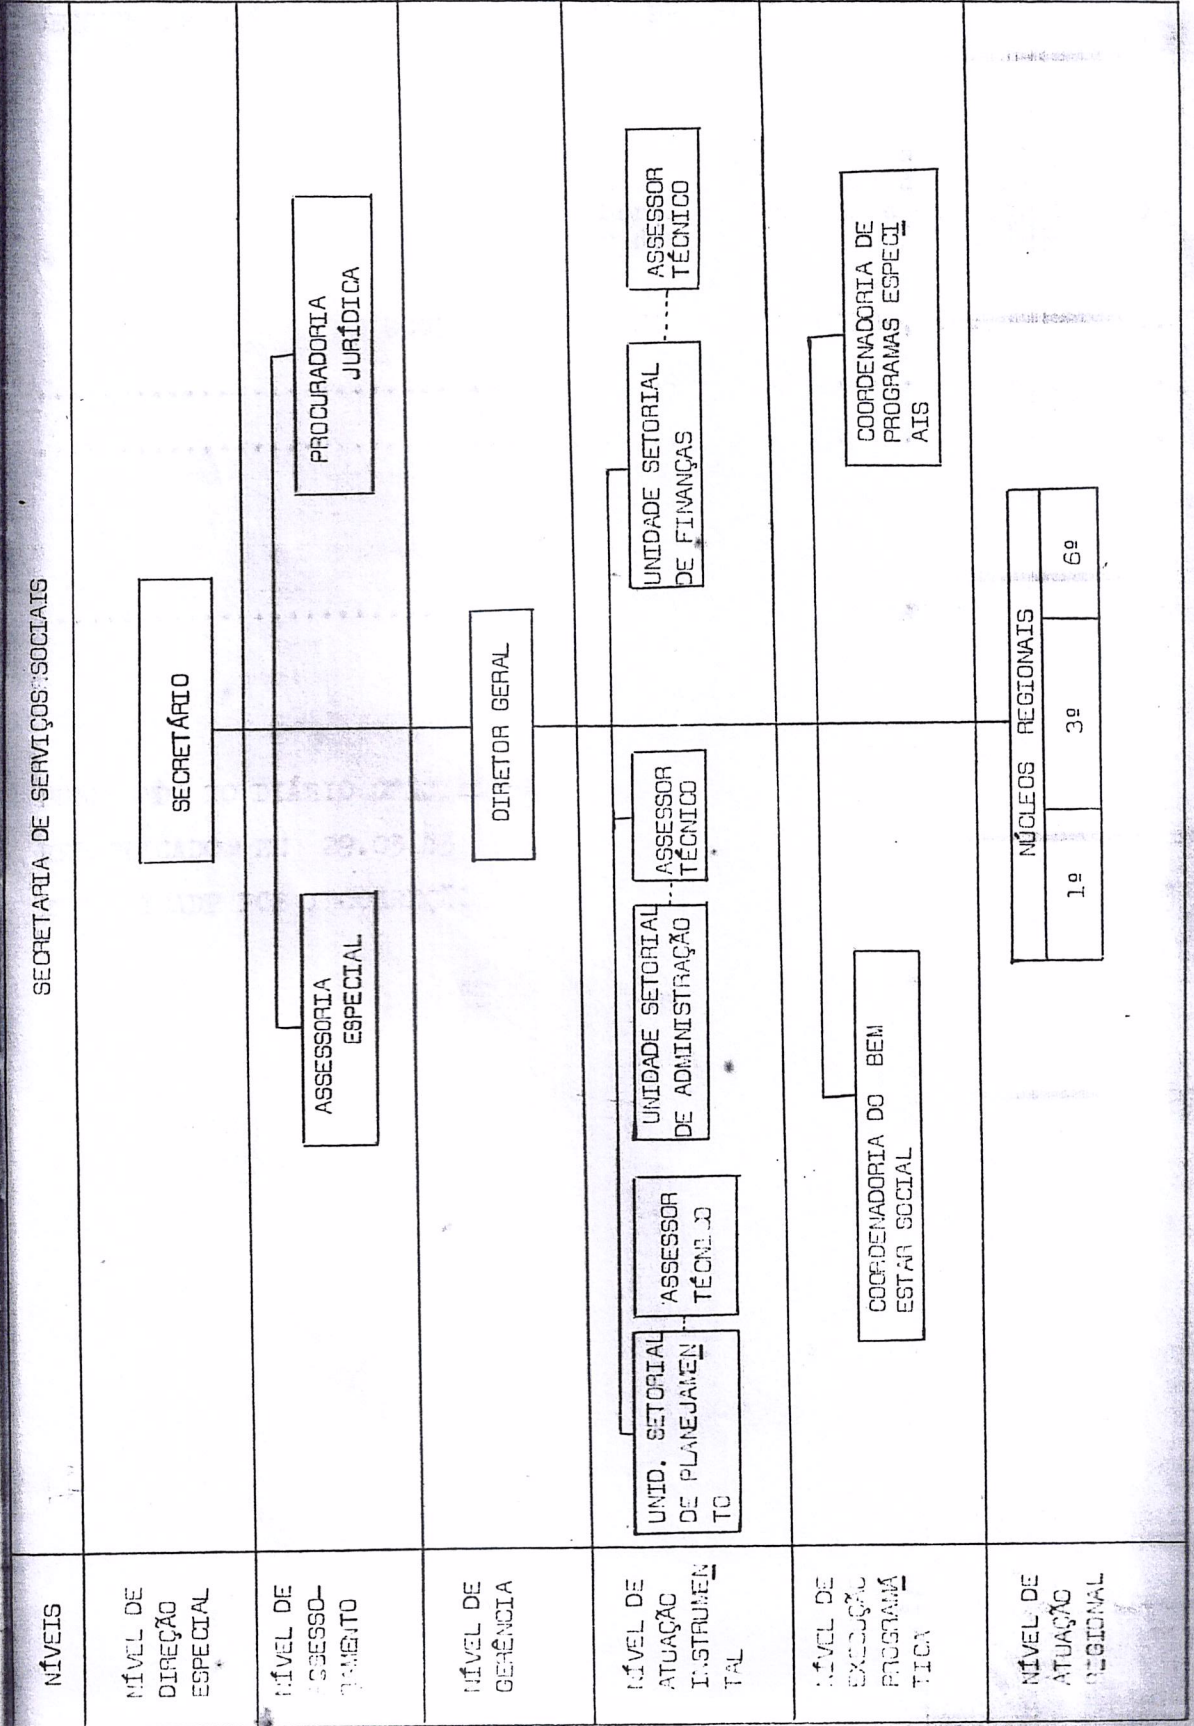 SECRETARIA DE SERVIÇOS SOCIAIS
NÍVEIS
NÍVEL DE
DIREÇÃO
ESPECIAL
SECRETÁRIO
NÍVEL DE
ASSESSORIA
ESPECIAL
PROCURADORIA
JURÍDICA
NÍVEL DE
GERÊNCIA
DIRETOR GERAL
NÍVEL DE
ATUAÇÃO
INSTRUMEN
TAL
UNID. SETORIAL
DE PLANEJAMEN
TO
ASSESSOR
TÉCNICO
UNIDADE SETORIAL
DE ADMINISTRAÇÃO
ASSESSOR
TÉCNICO
UNIDADE SETORIAL
DE FINANÇAS
ASSESSOR
TÉCNICO
NÍVEL DE
EXECUÇÃO
PROGRAMÁ
TICA
COORDENADORIA DO BEM
ESTAR SOCIAL
COORDENADORIA DE
PROGRAMAS ESPECI
AIS
NÍVEL DE
ATUAÇÃO
REGIONAL
NÚCLEOS REGIONAIS
1º 3º 6º